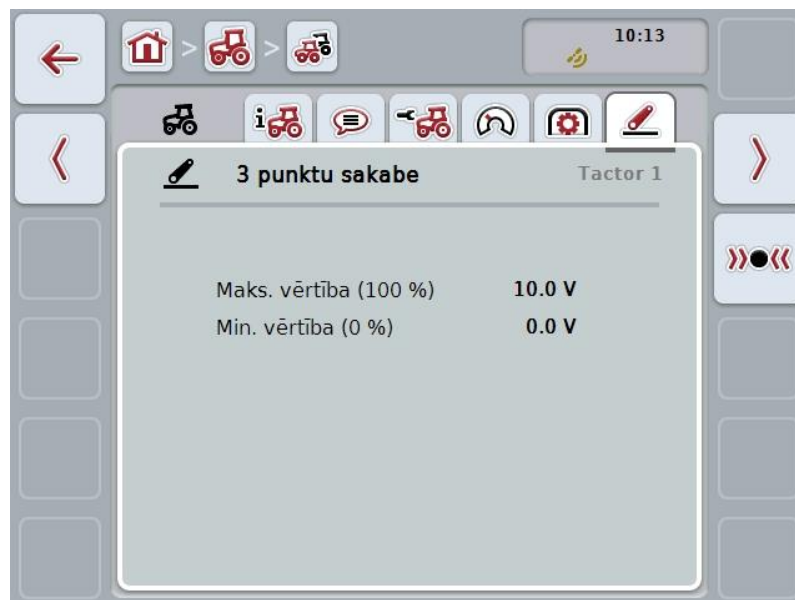 10:13
3 punktu sakabe Tactor 1
Maks. vērtība (100 %) 10.0 V
Min. vērtība (0 %) 0.0 V